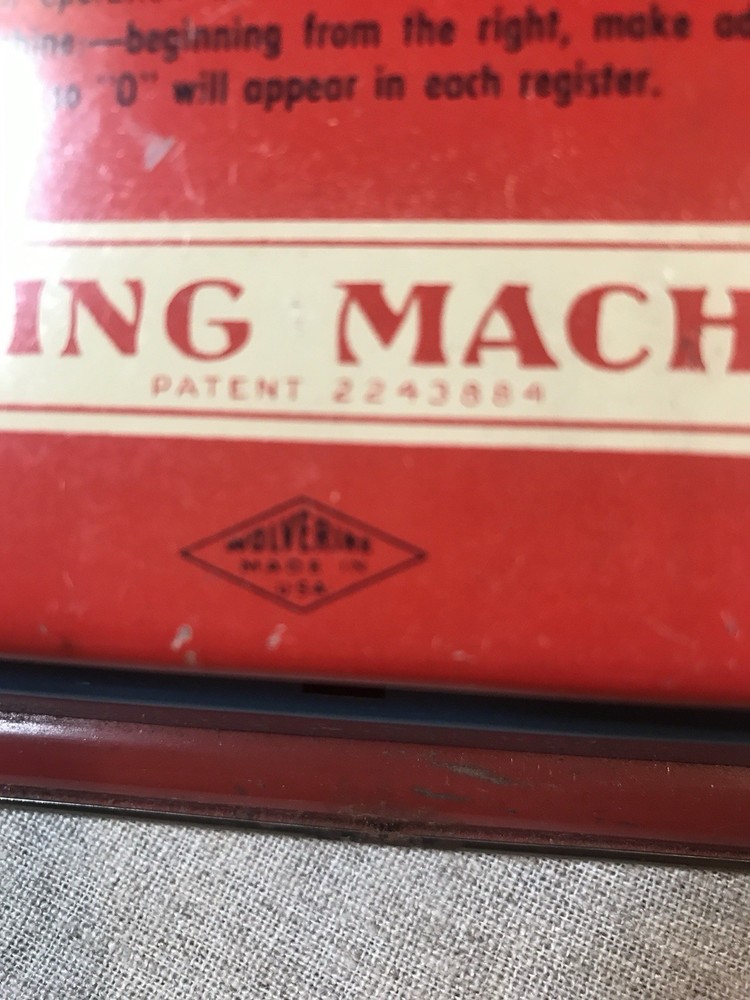 —beginning from the right, make
so "0" will appear in each register.
ING MACH
PATENT 2243884
WOLVERINE
MADE IN
USA